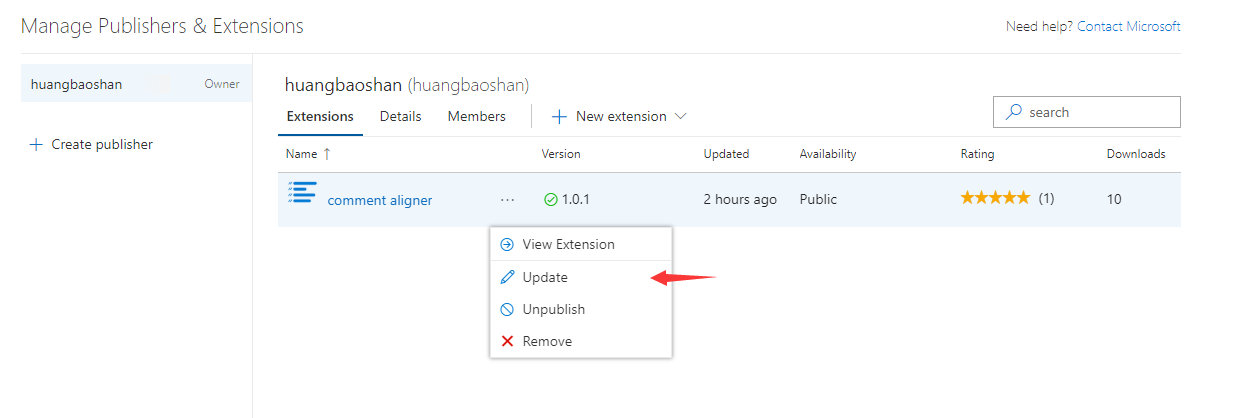 Manage Publishers & Extensions
Need help? Contact Microsoft
huangbaoshan Owner
+ Create publisher
huangbaoshan (huangbaoshan)
Extensions Details Members + New extension
search
Name ↑ Version Updated Availability Rating Downloads
comment aligner ... 1.0.1 2 hours ago Public ★★★★★ (1) 10
View Extension
Update
Unpublish
Remove